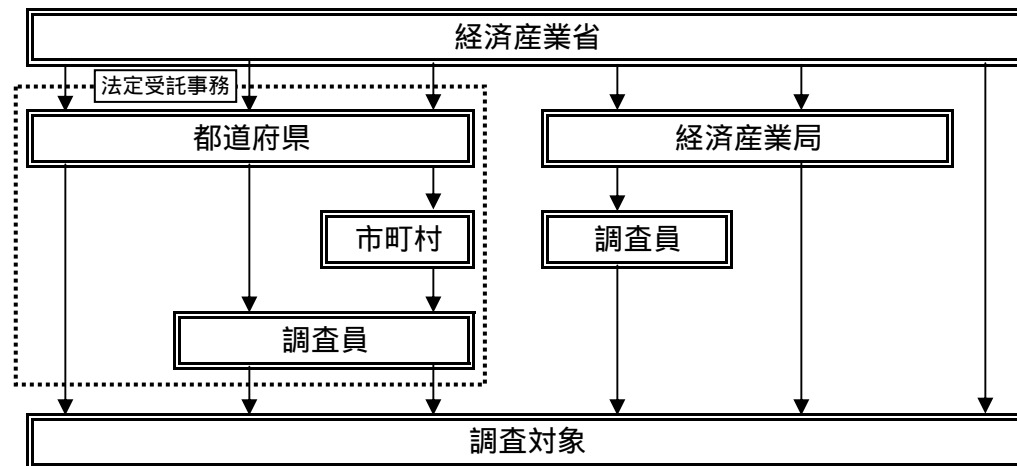 経済産業省
法定受託事務
都道府県
経済産業局
市町村
調査員
調査員
調査対象